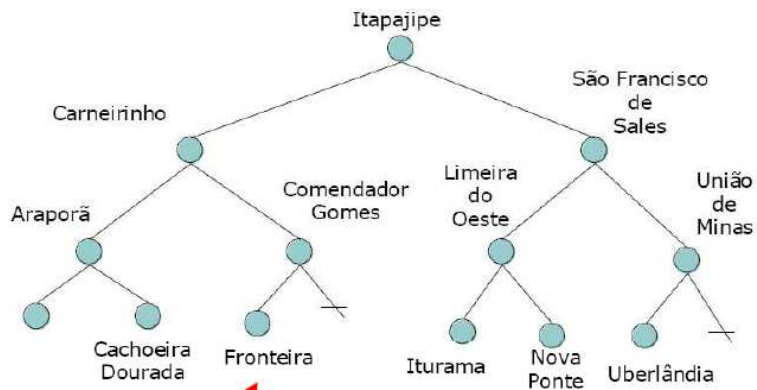 Itapajipe
São Francisco
de
Sales
Carneirinho
Limeira
do
Oeste
Comendador
Gomes
União
de
Minas
Araporã
Cachoeira
Dourada
Fronteira
Iturama
Nova
Ponte
Uberlândia